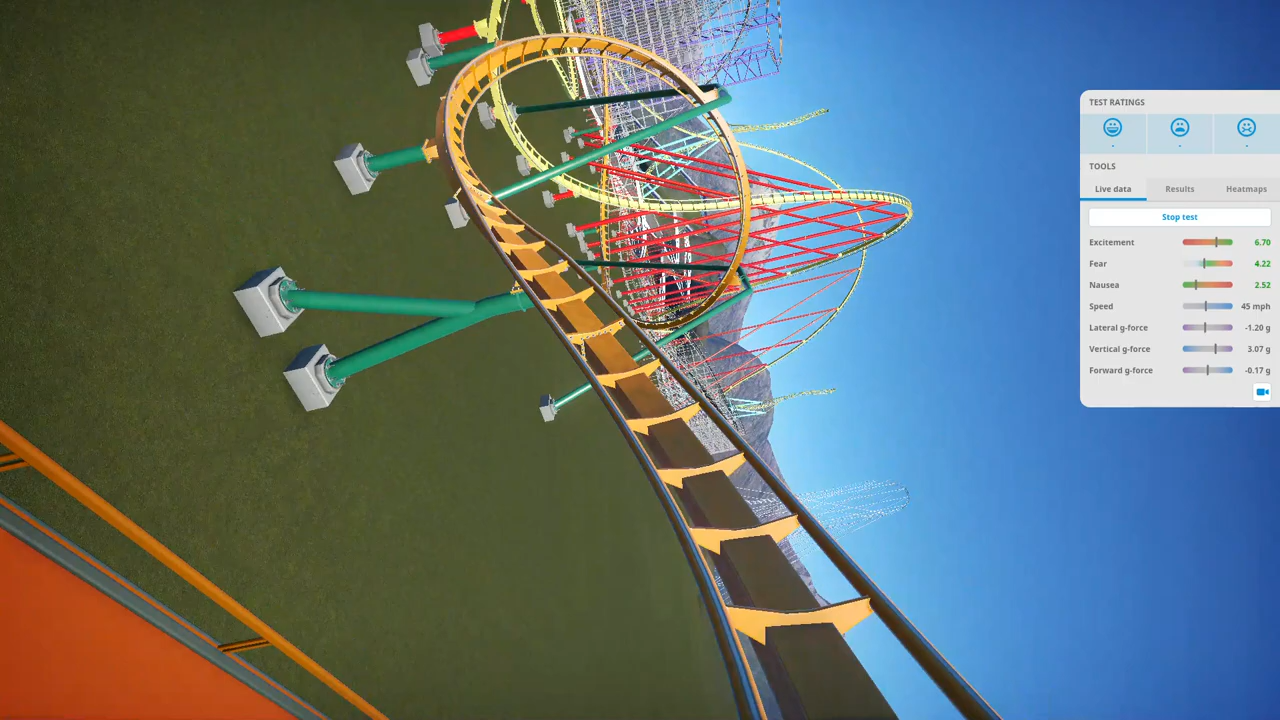 TEST RATINGS
- - -
TOOLS
Live data Results Heatmaps
Stop test
Excitement 6.70
Fear 4.22
Nausea 2.52
Speed 45 mph
Lateral g-force -1.20 g
Vertical g-force 3.07 g
Forward g-force -0.17 g